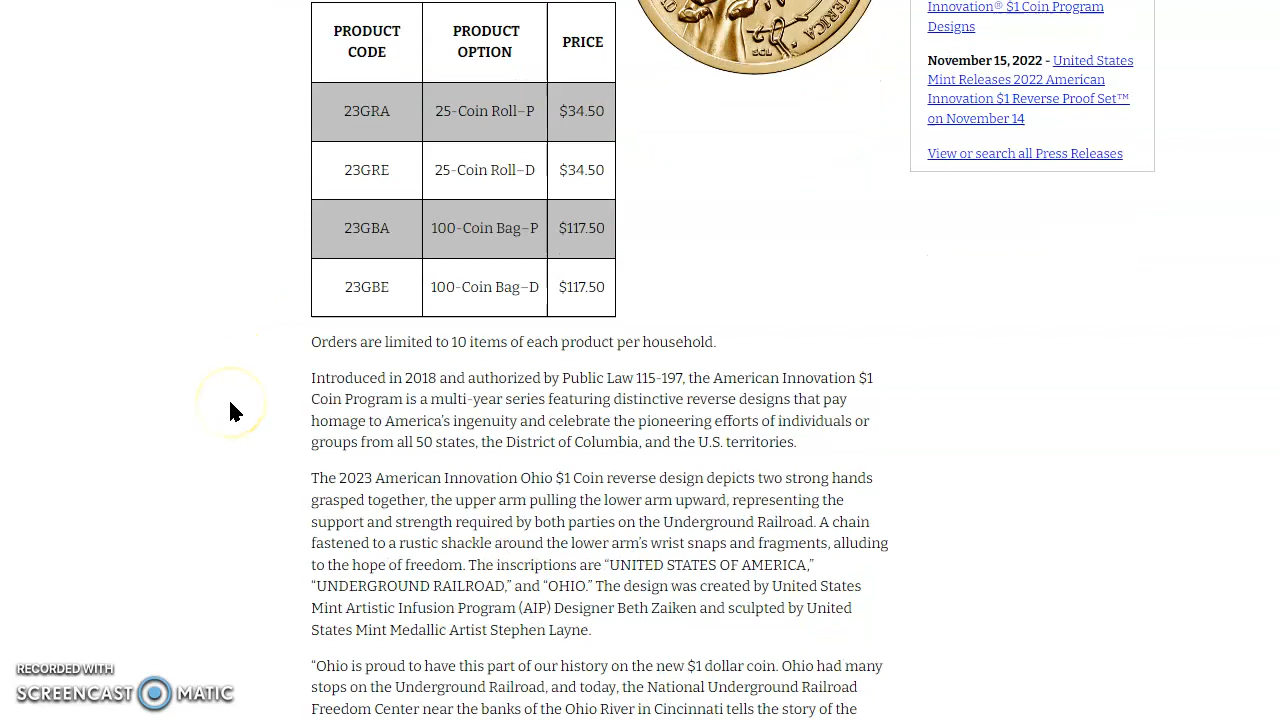 PRODUCT CODE PRODUCT OPTION PRICE
23GRA 25-Coin Roll–P $34.50
23GRE 25-Coin Roll–D $34.50
23GBA 100-Coin Bag–P $117.50
23GBE 100-Coin Bag–D $117.50
Orders are limited to 10 items of each product per household.
Introduced in 2018 and authorized by Public Law 115-197, the American Innovation $1
Coin Program is a multi-year series featuring distinctive reverse designs that pay
homage to America’s ingenuity and celebrate the pioneering efforts of individuals or
groups from all 50 states, the District of Columbia, and the U.S. territories.
The 2023 American Innovation Ohio $1 Coin reverse design depicts two strong hands
grasped together, the upper arm pulling the lower arm upward, representing the
support and strength required by both parties on the Underground Railroad. A chain
fastened to a rustic shackle around the lower arm’s wrist snaps and fragments, alluding
to the hope of freedom. The inscriptions are “UNITED STATES OF AMERICA,”
“UNDERGROUND RAILROAD,” and “OHIO.” The design was created by United States
Mint Artistic Infusion Program (AIP) Designer Beth Zaiken and sculpted by United
States Mint Medallic Artist Stephen Layne.
“Ohio is proud to have this part of our history on the new $1 dollar coin. Ohio had many
stops on the Underground Railroad, and today, the National Underground Railroad
Freedom Center near the banks of the Ohio River in Cincinnati tells the story of the
Innovation® $1 Coin Program
Designs
November 15, 2022 - United States
Mint Releases 2022 American
Innovation $1 Reverse Proof Set™
on November 14
View or search all Press Releases
RECORDED WITH
SCREENCAST MATIC